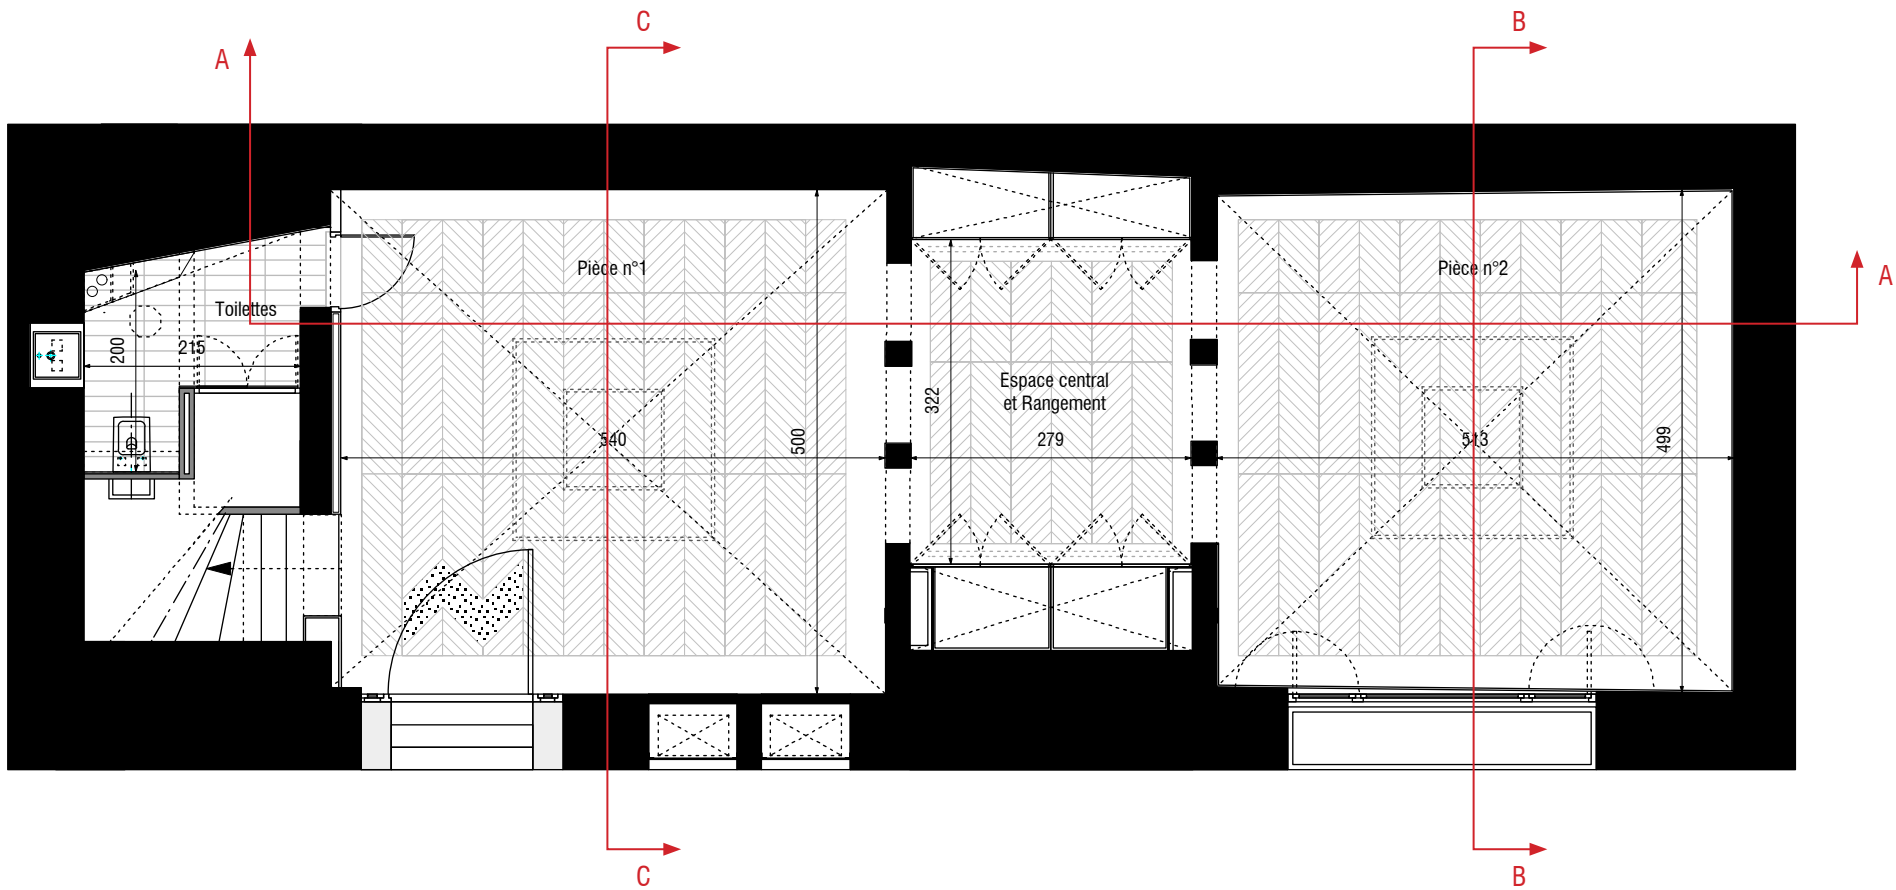 C
B
A
Pièce n°1
Pièce n°2
A
Toilettes
200
215
Espace central
et Rangement
322
540
500
279
513
499
C
B